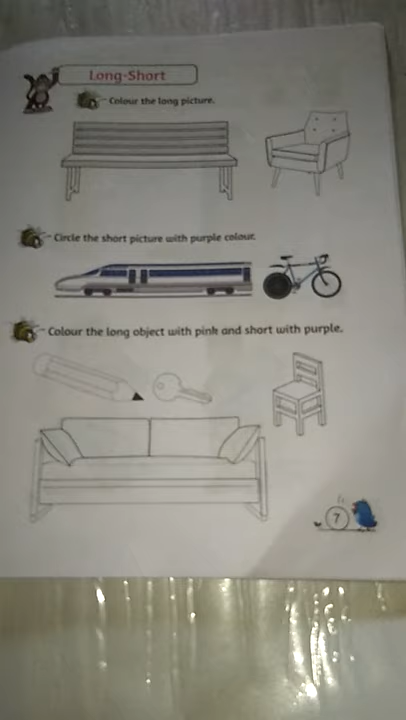 Long-Short
Colour the long picture.
Circle the short picture with purple colour.
Colour the long object with pink and short with purple.
7